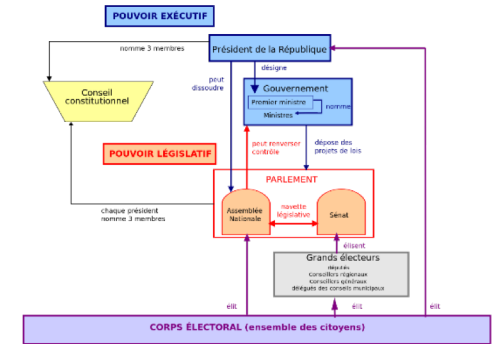 POUVOIR EXÉCUTIF
nomme 3 membres
Président de la République
désigne
peut
dissoudre
Conseil
constitutionnel
Gouvernement
Premier ministre
nomme
Ministres
POUVOIR LÉGISLATIF
peut renverser
contrôle
dépose des
projets de lois
PARLEMENT
chaque président
nomme 3 membres
Assemblée
Nationale
navette
législative
Sénat
élisent
Grands électeurs
députés
Conseillers régionaux
Conseillers généraux
délégués des conseils municipaux
élit
élit
élit
CORPS ÉLECTORAL (ensemble des citoyens)